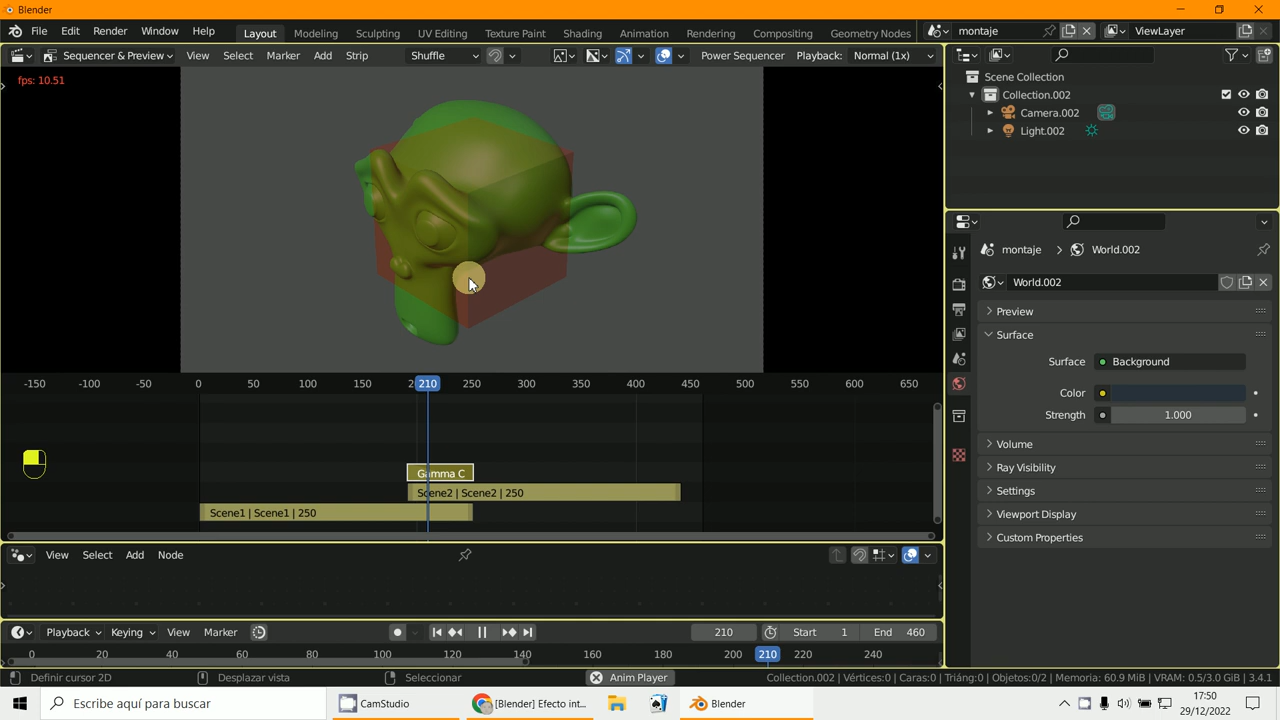 Blender
File Edit Render Window Help Layout Modeling Sculpting UV Editing Texture Paint Shading Animation Rendering Compositing Geometry Nodes montaje ViewLayer
Sequencer & Preview View Select Marker Add Strip Shuffle Power Sequencer Playback: Normal (1x)
fps: 10.51
Scene Collection
Collection.002
Camera.002
Light.002
montaje > World.002
World.002
Preview
Surface
Surface Background
Color
Strength 1.000
Volume
Ray Visibility
Settings
Viewport Display
Custom Properties
-150 -100 -50 0 50 100 150 210 250 300 350 400 450 500 550 600 650
Gamma C
Scene2 | Scene2 | 250
Scene1 | Scene1 | 250
View Select Add Node
Playback Keying View Marker 210 Start 1 End 460
0 20 40 60 80 100 120 140 160 180 200 210 220 240
Definir cursor 2D Desplazar vista Seleccionar Anim Player Collection.002 | Vértices:0 | Caras:0 | Triáng:0 | Objetos:0/2 | Memoria: 60.9 MiB | VRAM: 0.5/3.0 GiB | 3.4.1
Escribe aquí para buscar CamStudio [Blender] Efecto int... Blender 17:50
29/12/2022